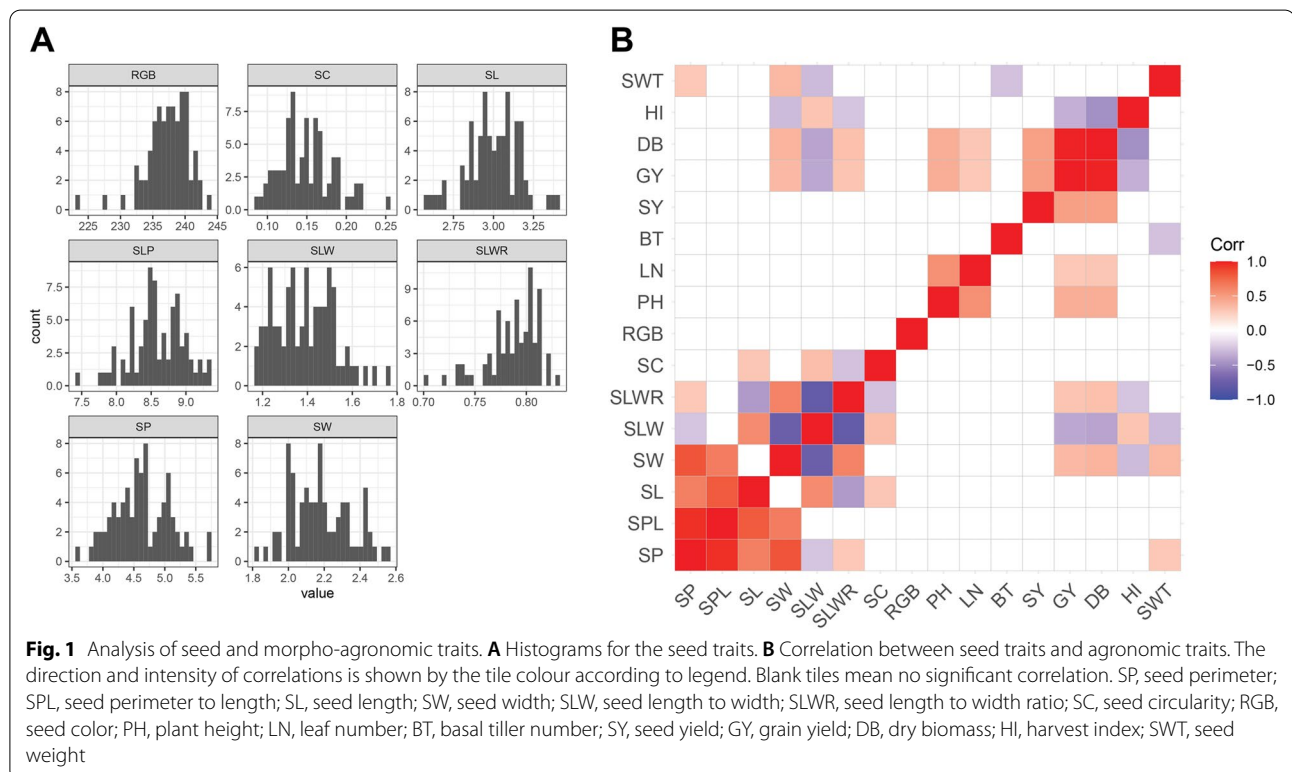 A
B
RGB
SC
SL
8
6
4
2
0
225 230 235 240 245
7.5
5.0
2.5
0.0
0.10 0.15 0.20 0.25
8
6
4
2
0
2.75 3.00 3.25
SLP
SLW
SLWR
7.5
5.0
2.5
0.0
7.5 8.0 8.5 9.0
6
5
4
3
2
1
0
1.2 1.4 1.6 1.8
9
6
3
0
0.70 0.75 0.80
SP
SW
8
6
4
2
0
3.5 4.0 4.5 5.0 5.5
8
6
4
2
0
1.8 2.0 2.2 2.4 2.6
count
value
SWT
HI
DB
GY
SY
BT
LN
PH
RGB
SC
SLWR
SLW
SW
SL
SPL
SP
SP SPL SL SW SLW SLWR SC RGB PH LN BT SY GY DB HI SWT
Corr
1.0
0.5
0.0
−0.5
−1.0
Fig. 1 Analysis of seed and morpho-agronomic traits. A Histograms for the seed traits. B Correlation between seed traits and agronomic traits. The
direction and intensity of correlations is shown by the tile colour according to legend. Blank tiles mean no significant correlation. SP, seed perimeter;
SPL, seed perimeter to length; SL, seed length; SW, seed width; SLW, seed length to width; SLWR, seed length to width ratio; SC, seed circularity; RGB,
seed color; PH, plant height; LN, leaf number; BT, basal tiller number; SY, seed yield; GY, grain yield; DB, dry biomass; HI, harvest index; SWT, seed
weight